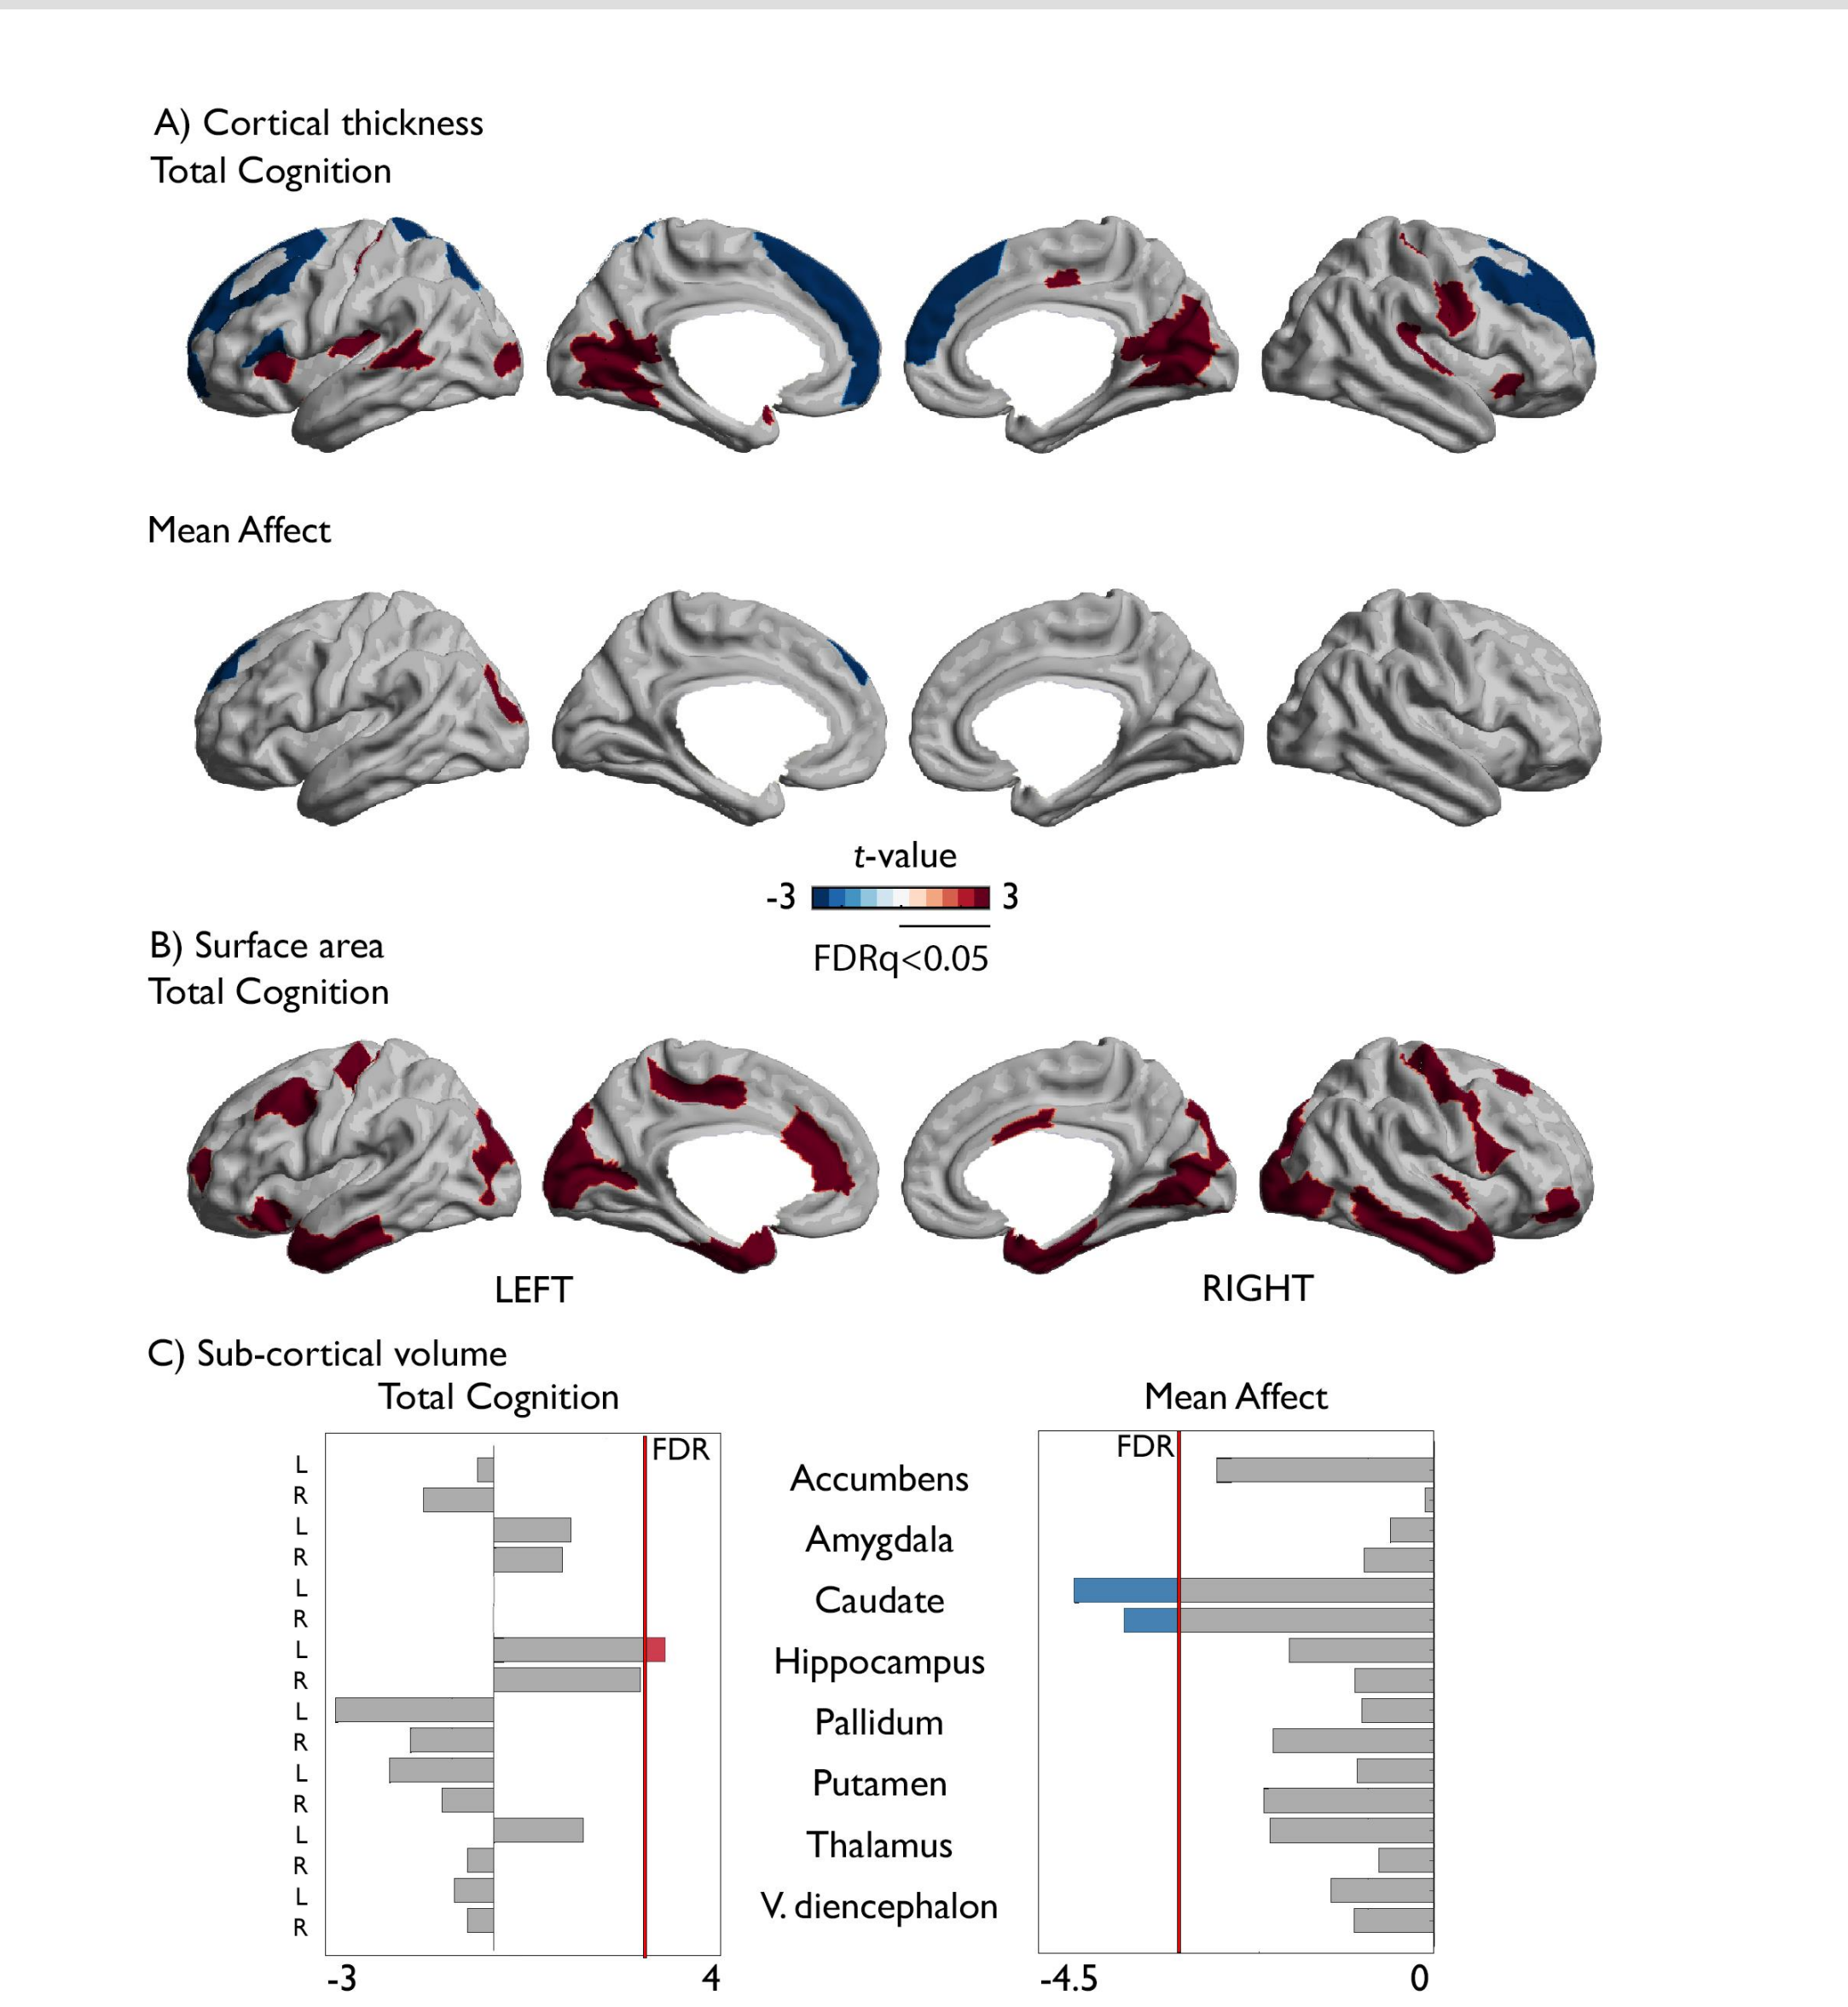 A) Cortical thickness
Total Cognition
Mean Affect
t-value
-3 3
FDRq<0.05
B) Surface area
Total Cognition
LEFT RIGHT
C) Sub-cortical volume
Total Cognition Mean Affect
FDR FDR
L
Accumbens
R
L
Amygdala
R
L
Caudate
R
L
Hippocampus
R
L
Pallidum
R
L
Putamen
R
L
Thalamus
R
L
V. diencephalon
R
-3 4 -4.5 0